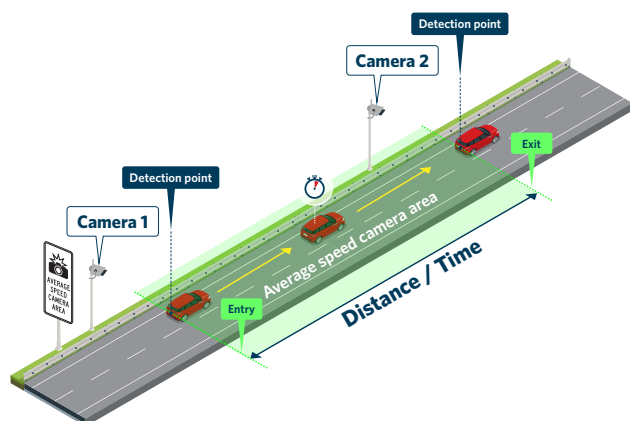 Detection point
Camera 2
Exit
Detection point
Camera 1
AVERAGE
SPEED
CAMERA
AREA
Average speed camera area
Entry
Distance / Time